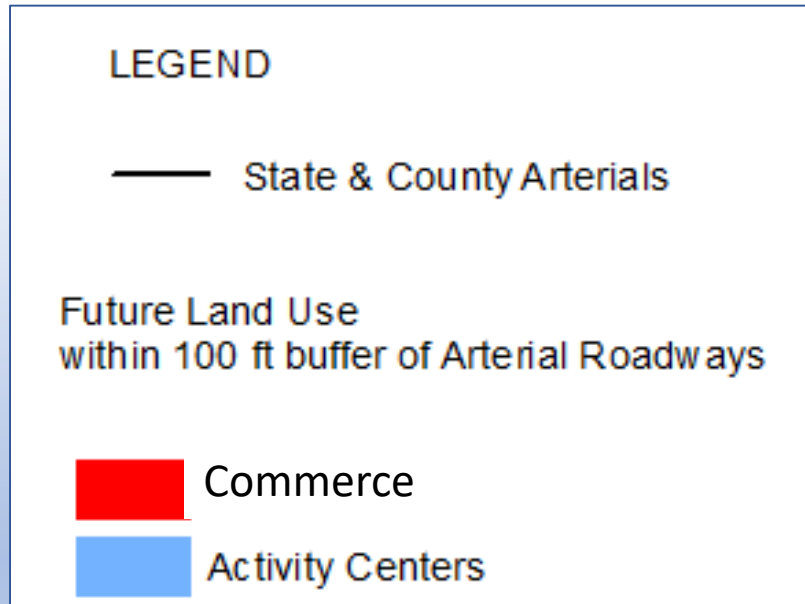 LEGEND
State & County Arterials
Future Land Use
within 100 ft buffer of Arterial Roadways
Commerce
Activity Centers